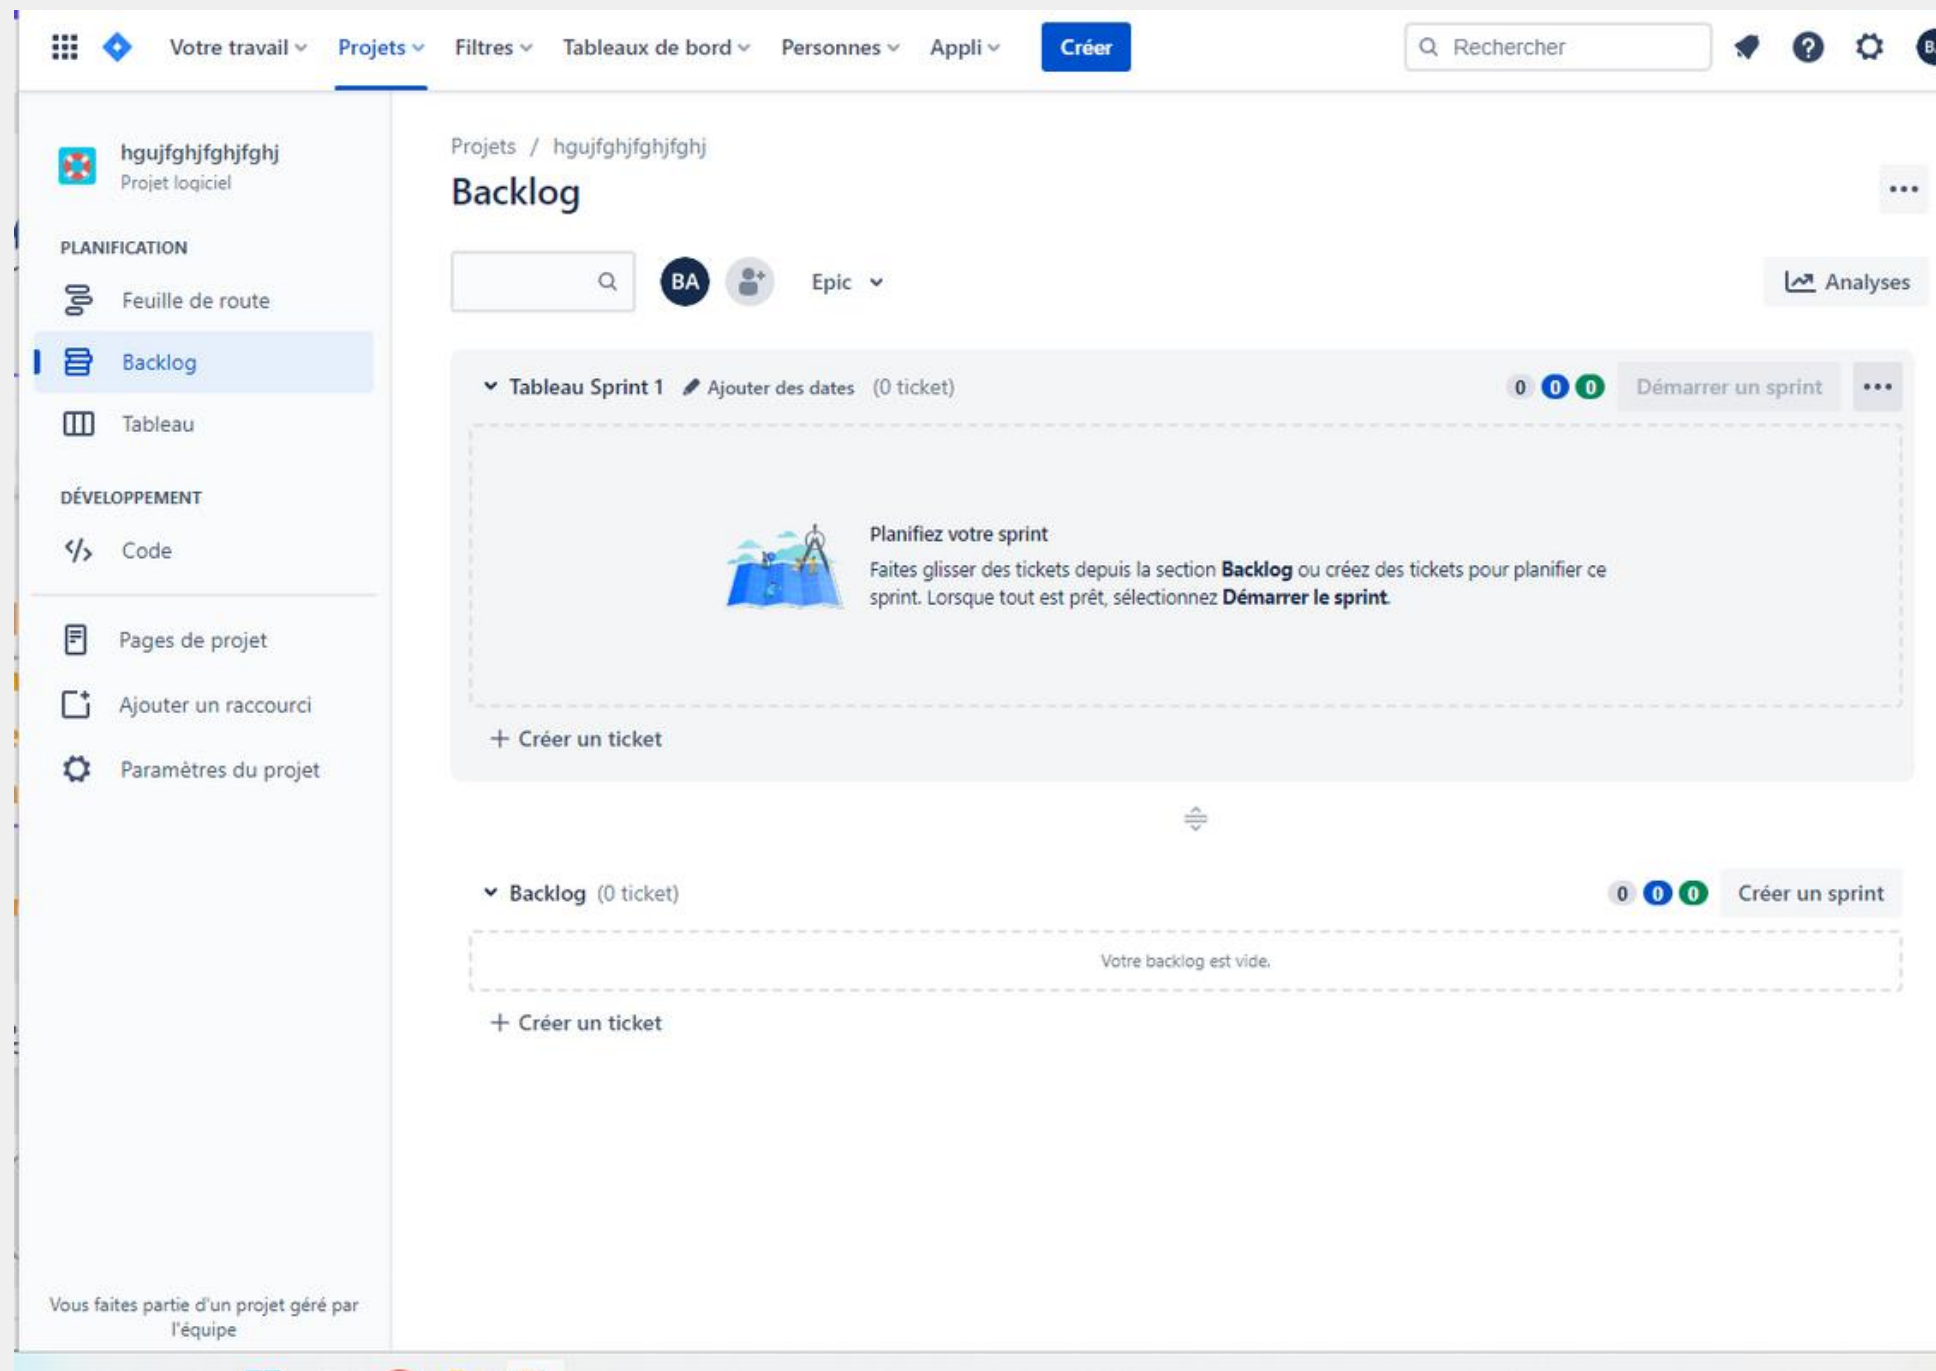 Votre travail Projets Filtres Tableaux de bord Personnes Appli Créer Rechercher
hgujfghjfghjfghj
Projet logiciel
PLANIFICATION
Feuille de route
Backlog
Tableau
DÉVELOPPEMENT
Code
Pages de projet
Ajouter un raccourci
Paramètres du projet
Vous faites partie d'un projet géré par
l'équipe
Projets / hgujfghjfghjfghj
Backlog
BA Epic Analyses
Tableau Sprint 1 Ajouter des dates (0 ticket) 0 0 0 Démarrer un sprint
Planifiez votre sprint
Faites glisser des tickets depuis la section Backlog ou créez des tickets pour planifier ce
sprint. Lorsque tout est prêt, sélectionnez Démarrer le sprint.
+ Créer un ticket
Backlog (0 ticket) 0 0 0 Créer un sprint
Votre backlog est vide.
+ Créer un ticket